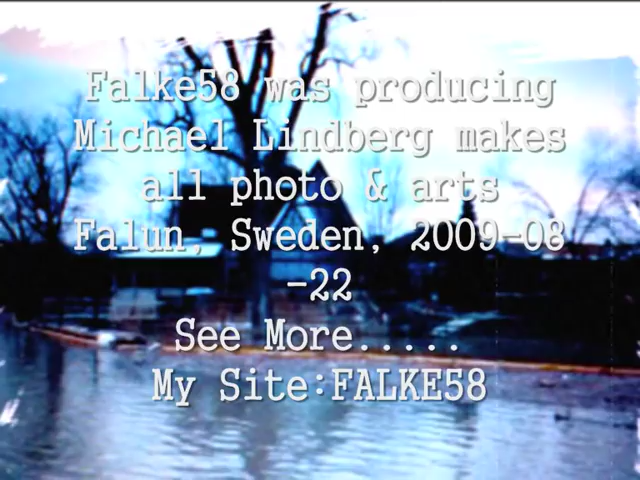 Falke58 was producing
Michael Lindberg makes
all photo & arts
Falun, Sweden, 2009-08
-22
See More.....
My Site:FALKE58